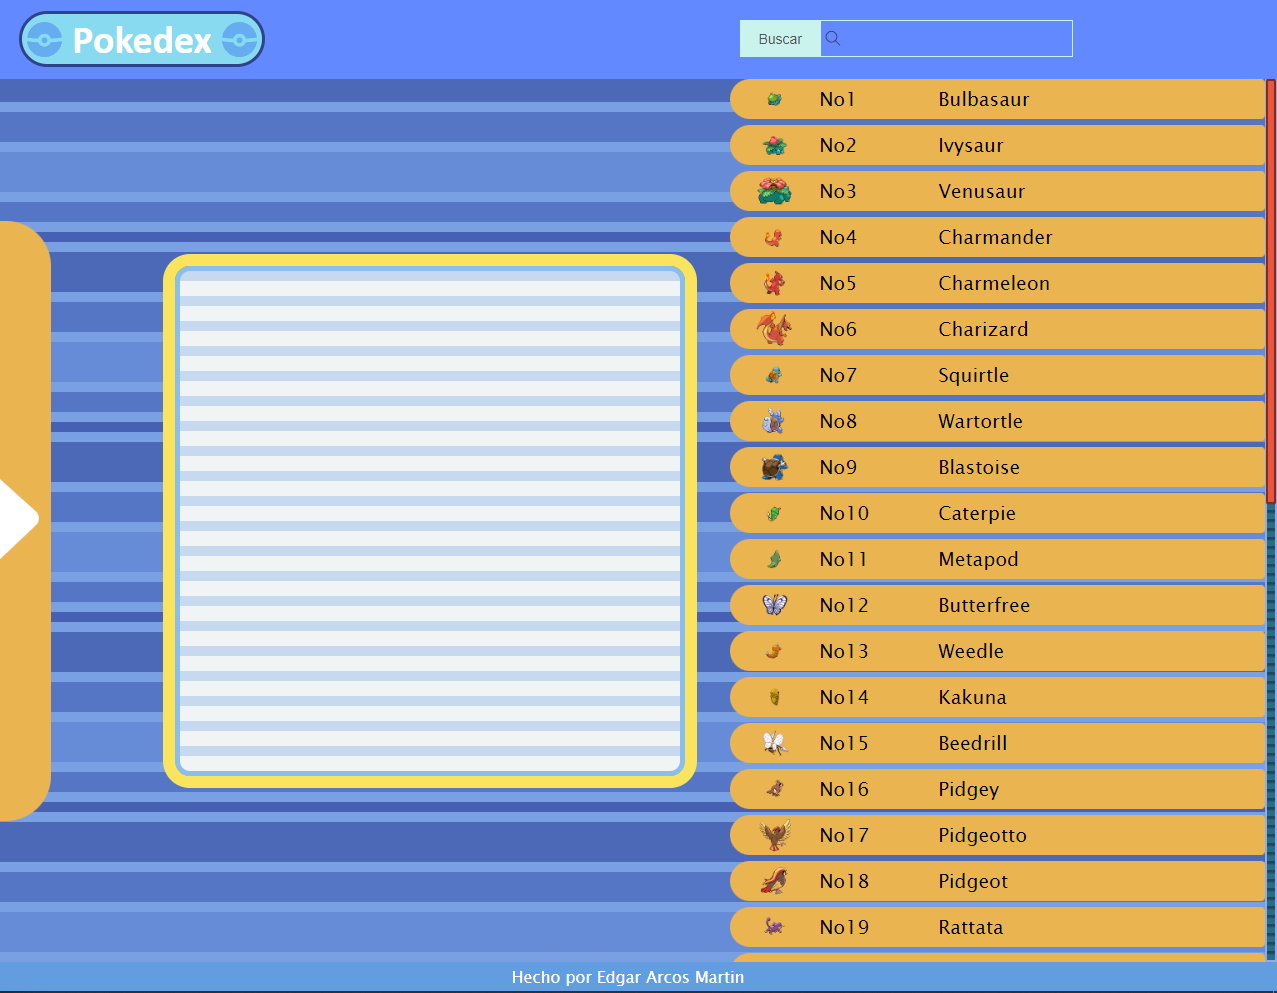 Pokedex
Buscar
No1 Bulbasaur
No2 Ivysaur
No3 Venusaur
No4 Charmander
No5 Charmeleon
No6 Charizard
No7 Squirtle
No8 Wartortle
No9 Blastoise
No10 Caterpie
No11 Metapod
No12 Butterfree
No13 Weedle
No14 Kakuna
No15 Beedrill
No16 Pidgey
No17 Pidgeotto
No18 Pidgeot
No19 Rattata
Hecho por Edgar Arcos Martin